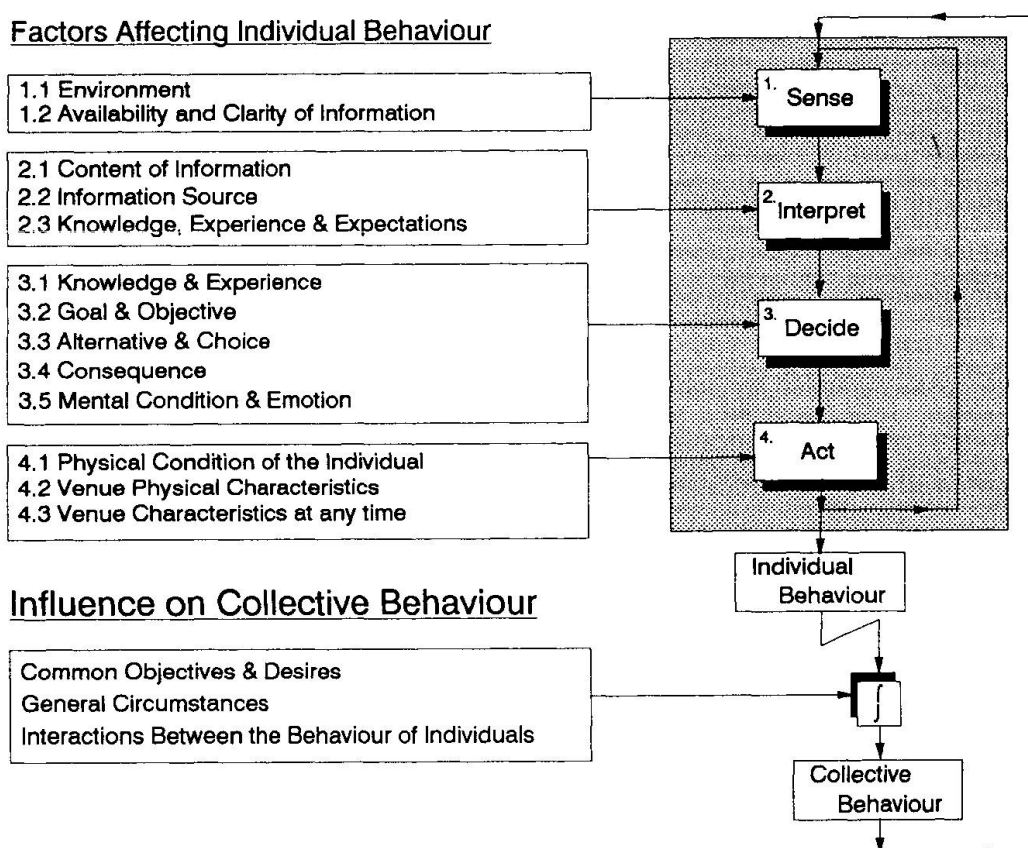 Factors Affecting Individual Behaviour
1.1 Environment
1.2 Availability and Clarity of Information
2.1 Content of Information
2.2 Information Source
2.3 Knowledge, Experience & Expectations
3.1 Knowledge & Experience
3.2 Goal & Objective
3.3 Alternative & Choice
3.4 Consequence
3.5 Mental Condition & Emotion
4.1 Physical Condition of the Individual
4.2 Venue Physical Characteristics
4.3 Venue Characteristics at any time
1. Sense
2. Interpret
3. Decide
4. Act
Individual
Behaviour
Influence on Collective Behaviour
Common Objectives & Desires
General Circumstances
Interactions Between the Behaviour of Individuals
∫
Collective
Behaviour